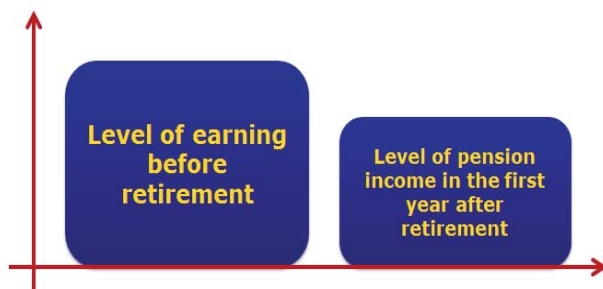 Level of earning
before
retirement
Level of pension
income in the first
year after
retirement